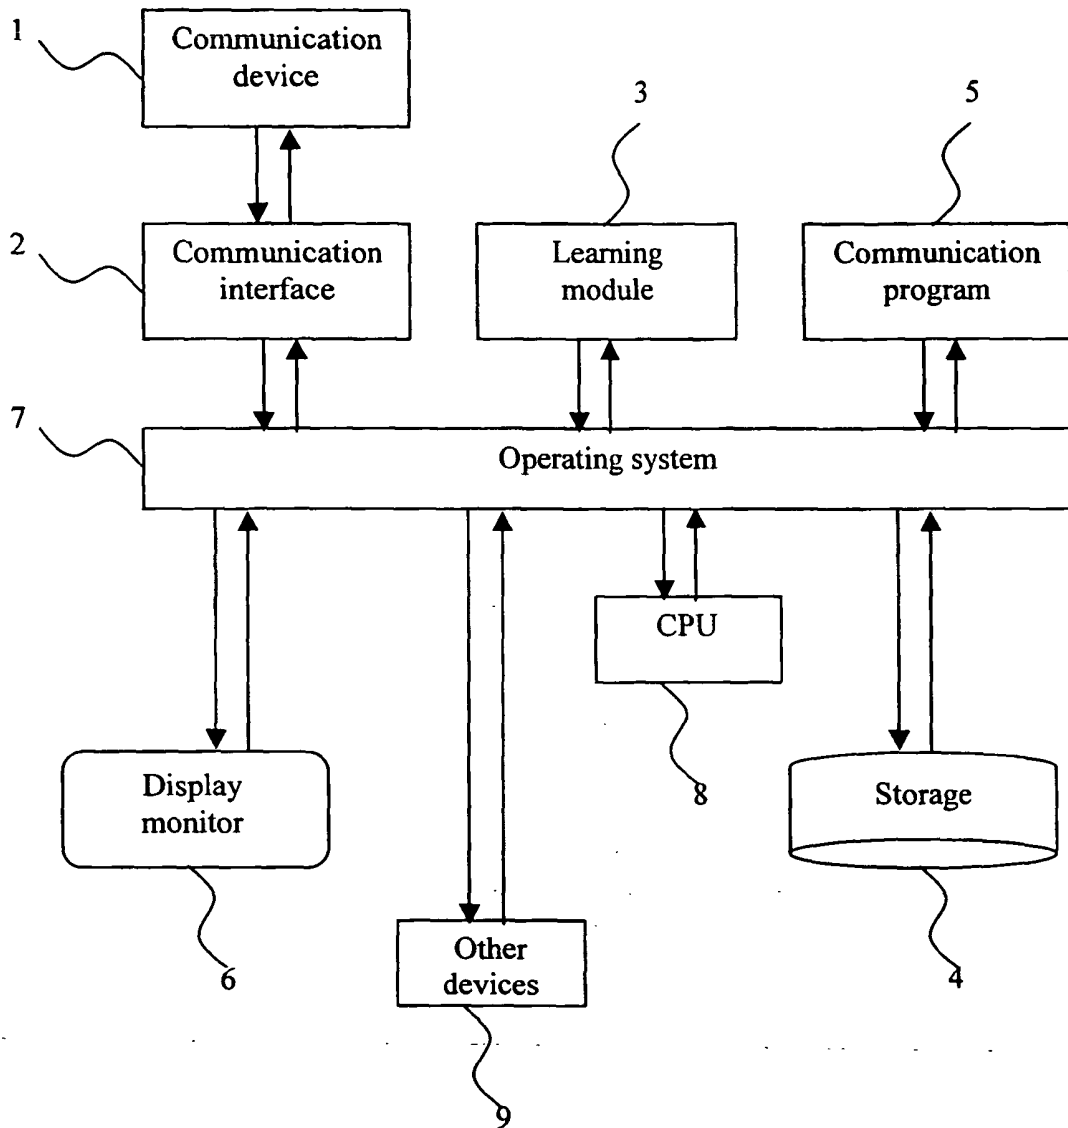 1
Communication
device
3
5
2
Communication
interface
Learning
module
Communication
program
7
Operating system
CPU
Display
monitor
8
Storage
6
Other
devices
4
9